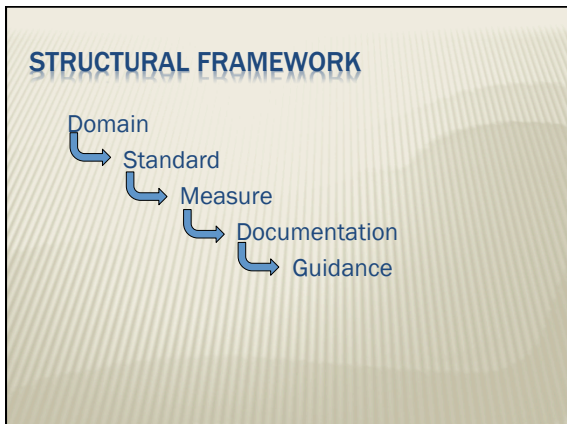 STRUCTURAL FRAMEWORK
Domain
Standard
Measure
Documentation
Guidance